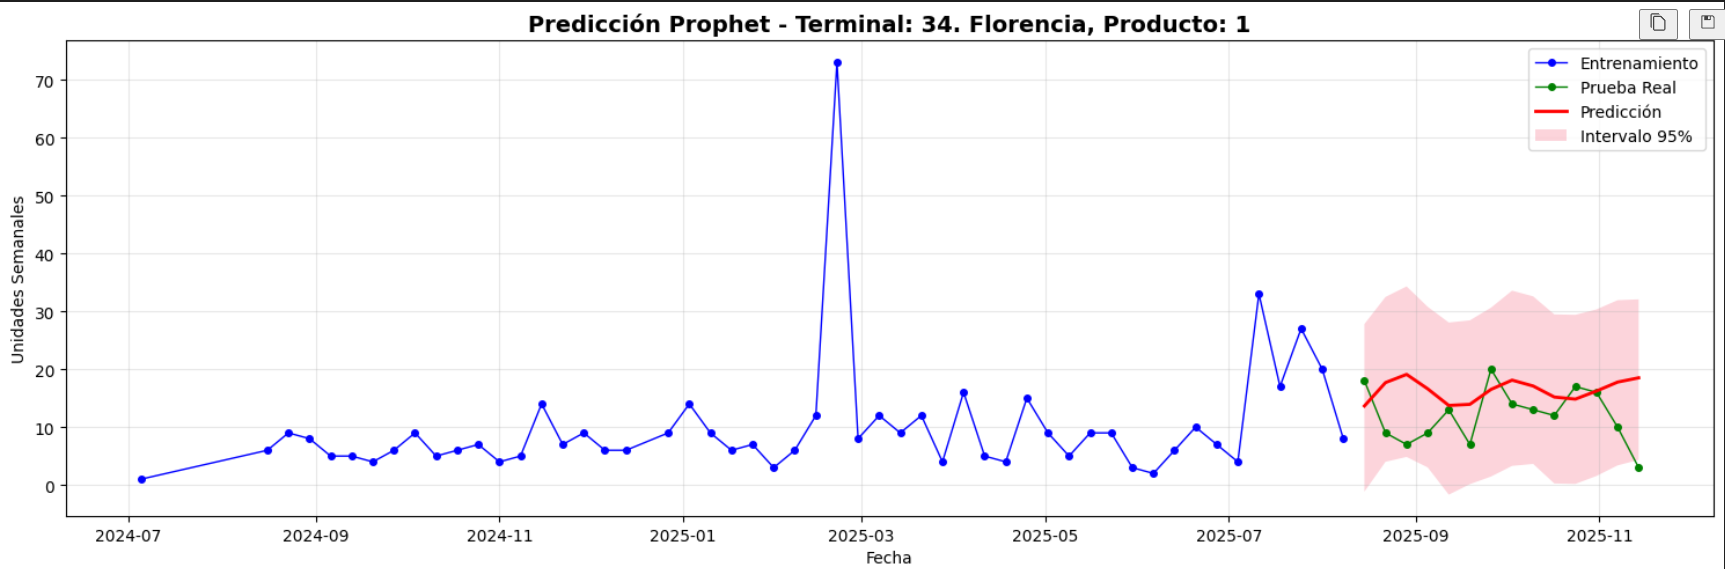 Predicción Prophet - Terminal: 34. Florencia, Producto: 1
Entrenamiento
Prueba Real
Predicción
Intervalo 95%
Unidades Semanales
70
60
50
40
30
20
10
0
2024-07
2024-09
2024-11
2025-01
2025-03
2025-05
2025-07
2025-09
2025-11
Fecha